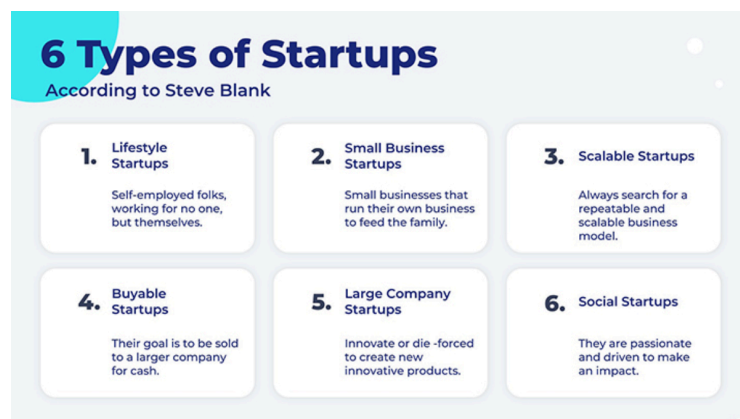 6 Types of Startups
According to Steve Blank
1.
Lifestyle
Startups
Self-employed folks,
working for no one,
but themselves.
2.
Small Business
Startups
Small businesses that
run their own business
to feed the family.
3.
Scalable Startups
Always search for a
repeatable and
scalable business
model.
4.
Buyable
Startups
Their goal is to be sold
to a larger company
for cash.
5.
Large Company
Startups
Innovate or die -forced
to create new
innovative products.
6.
Social Startups
They are passionate
and driven to make
an impact.